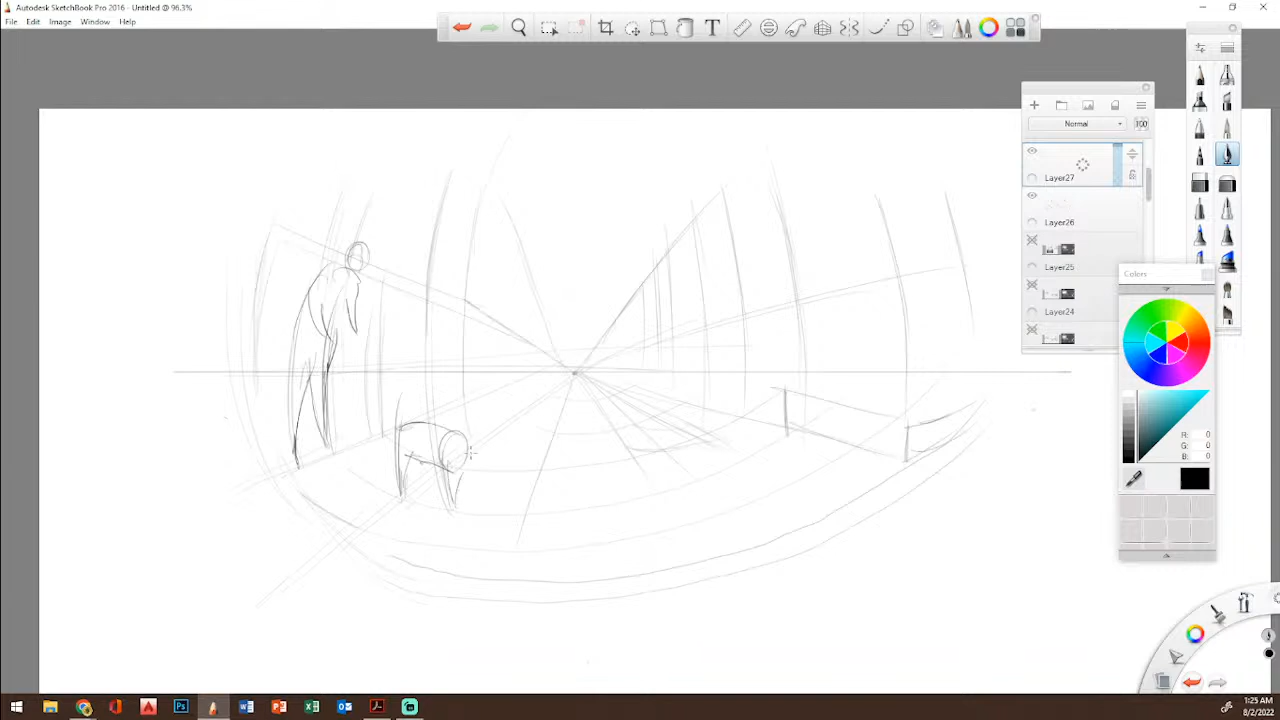 Autodesk SketchBook Pro 2016 - Untitled @ 96.3%
File Edit Image Window Help
T
Normal
100
Layer27
Layer26
Layer25
Layer24
Colors
R: 0
G: 0
B: 0
1:25 AM
8/2/2022